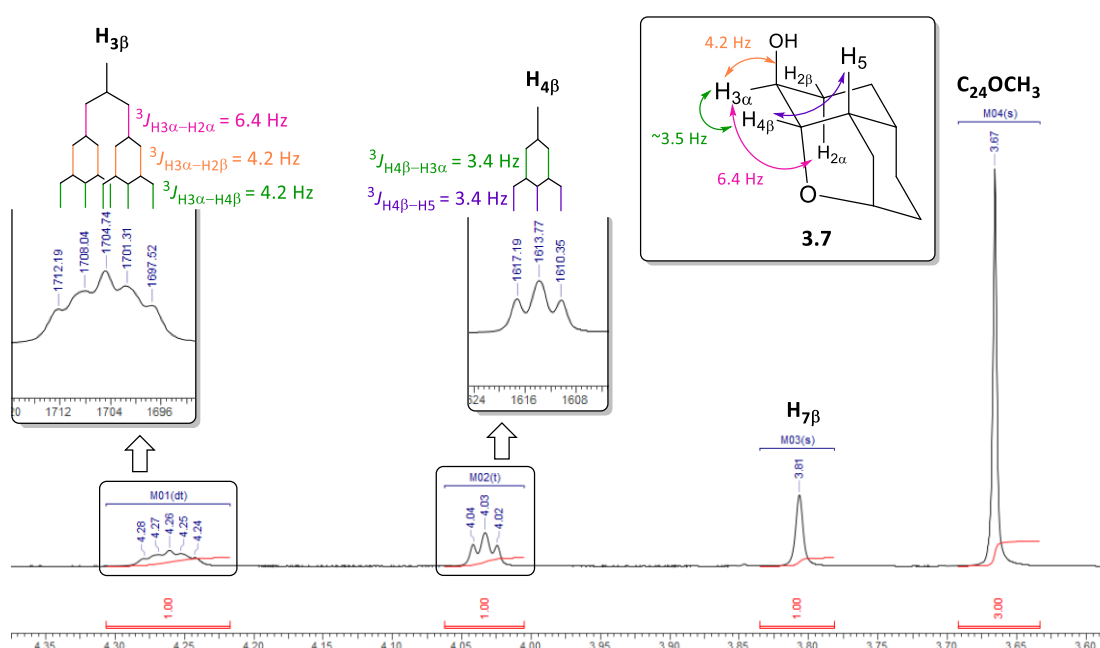 H3β
3JH3α−H2α = 6.4 Hz
3JH3α−H2β = 4.2 Hz
3JH3α−H4β = 4.2 Hz
1712.19
1708.04
1704.74
1701.31
1697.52
20 1712 1704 1696
H4β
3JH4β−H3α = 3.4 Hz
3JH4β−H5 = 3.4 Hz
1617.19
1613.77
1610.35
624 1616 1608
4.2 Hz
OH
H5
H2β
H3α
H4β
~3.5 Hz
H2α
6.4 Hz
O
3.7
C24OCH3
M04(s)
3.67
H7β
M03(s)
3.81
M01(dt)
4.28
4.27
4.26
4.25
4.24
M02(t)
4.04
4.03
4.02
1.00 1.00 1.00 3.00
4.35 4.30 4.25 4.20 4.15 4.10 4.05 4.00 3.95 3.90 3.85 3.80 3.75 3.70 3.65 3.60